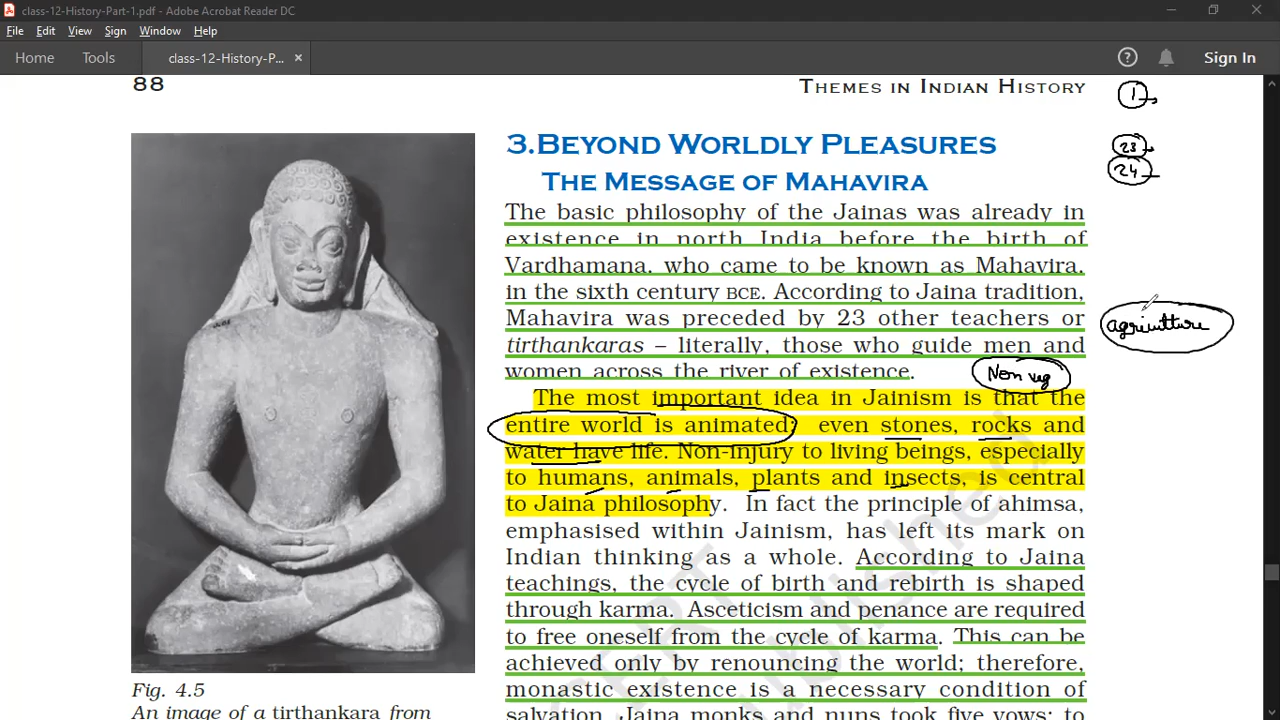 class-12-History-Part-1.pdf - Adobe Acrobat Reader DC
File Edit View Sign Window Help
Home Tools class-12-History-P... × Sign In
88 THEMES IN INDIAN HISTORY
1
23
24
3.BEYOND WORLDLY PLEASURES
THE MESSAGE OF MAHAVIRA
The basic philosophy of the Jainas was already in
existence in north India before the birth of
Vardhamana, who came to be known as Mahavira,
in the sixth century BCE. According to Jaina tradition,
Mahavira was preceded by 23 other teachers or
tirthankaras – literally, those who guide men and
women across the river of existence.
agriculture
Non veg
The most important idea in Jainism is that the
entire world is animated: even stones, rocks and
water have life. Non-injury to living beings, especially
to humans, animals, plants and insects, is central
to Jaina philosophy. In fact the principle of ahimsa,
emphasised within Jainism, has left its mark on
Indian thinking as a whole. According to Jaina
teachings, the cycle of birth and rebirth is shaped
through karma. Asceticism and penance are required
to free oneself from the cycle of karma. This can be
achieved only by renouncing the world; therefore,
monastic existence is a necessary condition of
salvation. Jaina monks and nuns took five vows: to
Fig. 4.5
An image of a tirthankara from